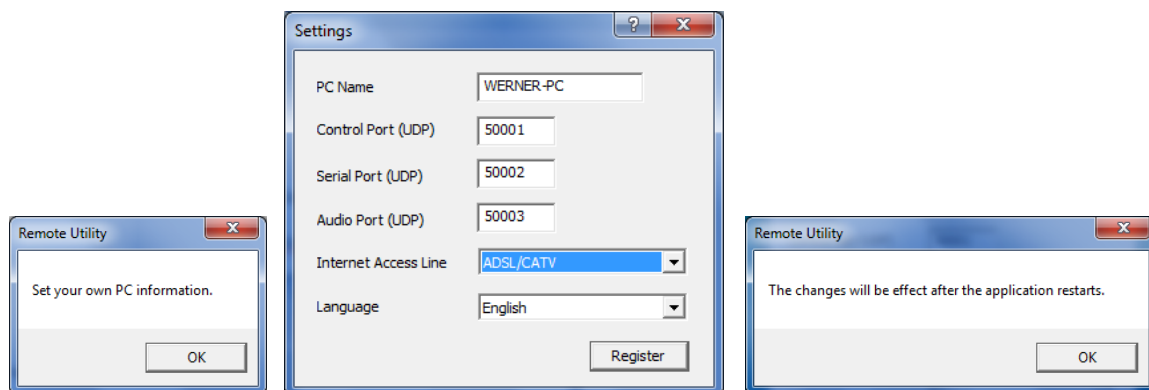 Remote Utility
Set your own PC information.
OK
Settings
PC Name WERNER-PC
Control Port (UDP) 50001
Serial Port (UDP) 50002
Audio Port (UDP) 50003
Internet Access Line ADSL/CATV
Language English
Register
Remote Utility
The changes will be effect after the application restarts.
OK